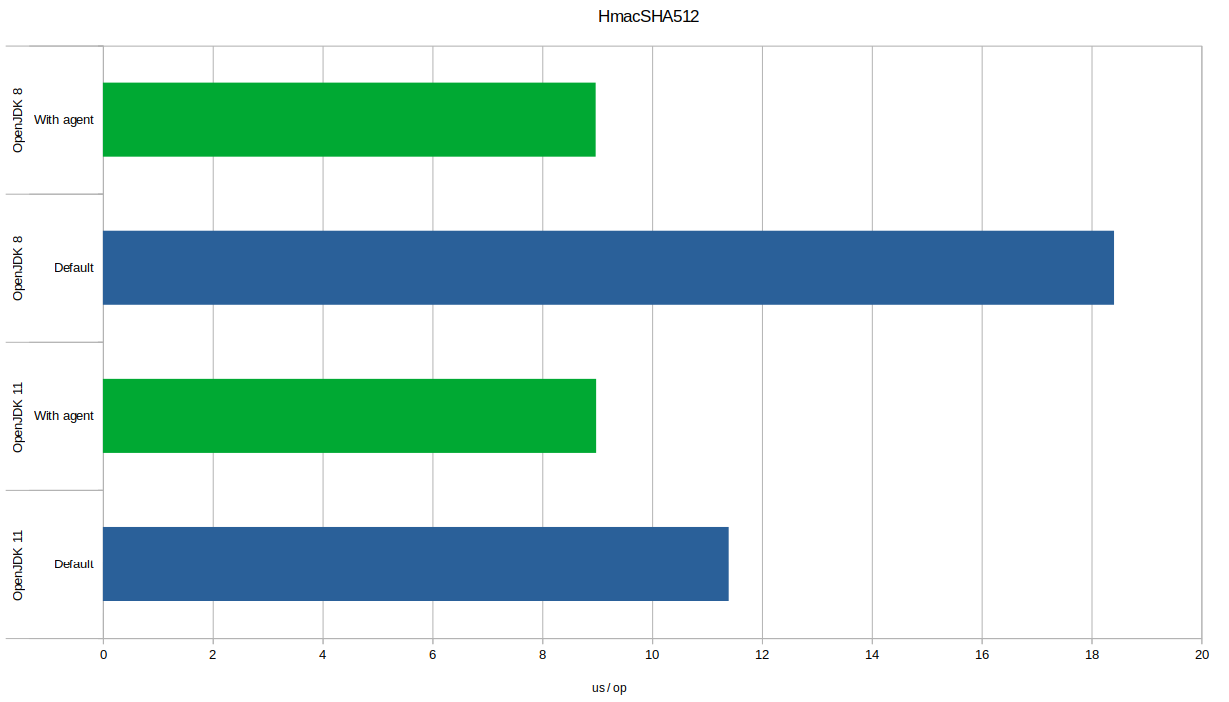 HmacSHA512
OpenJDK 8
With agent
OpenJDK 8
Default
OpenJDK 11
With agent
OpenJDK 11
Default
0 2 4 6 8 10 12 14 16 18 20
us / op